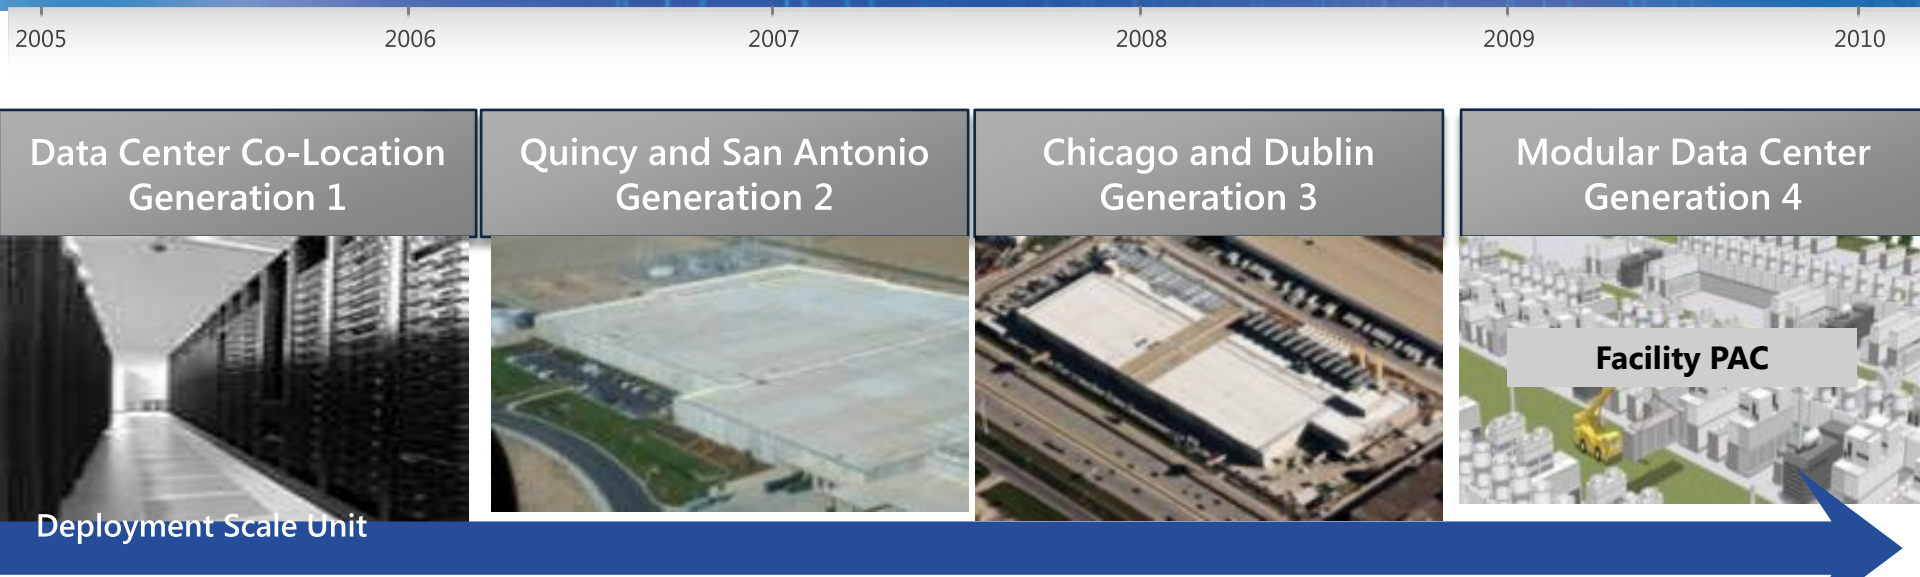 2005 2006 2007 2008 2009 2010
Data Center Co-Location
Generation 1
Quincy and San Antonio
Generation 2
Chicago and Dublin
Generation 3
Modular Data Center
Generation 4
Facility PAC
Deployment Scale Unit